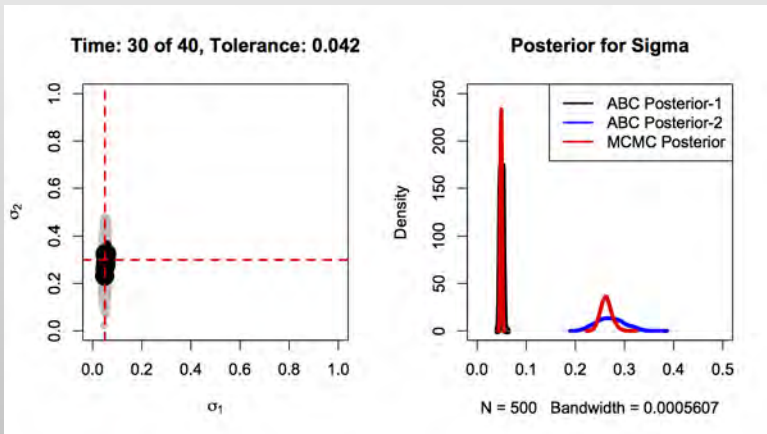 Time: 30 of 40, Tolerance: 0.042
σ2
1.0
0.8
0.6
0.4
0.2
0.0
0.0 0.2 0.4 0.6 0.8 1.0
σ1
Posterior for Sigma
Density
250
200
150
100
50
0
ABC Posterior-1
ABC Posterior-2
MCMC Posterior
0.0 0.1 0.2 0.3 0.4 0.5
N = 500 Bandwidth = 0.0005607